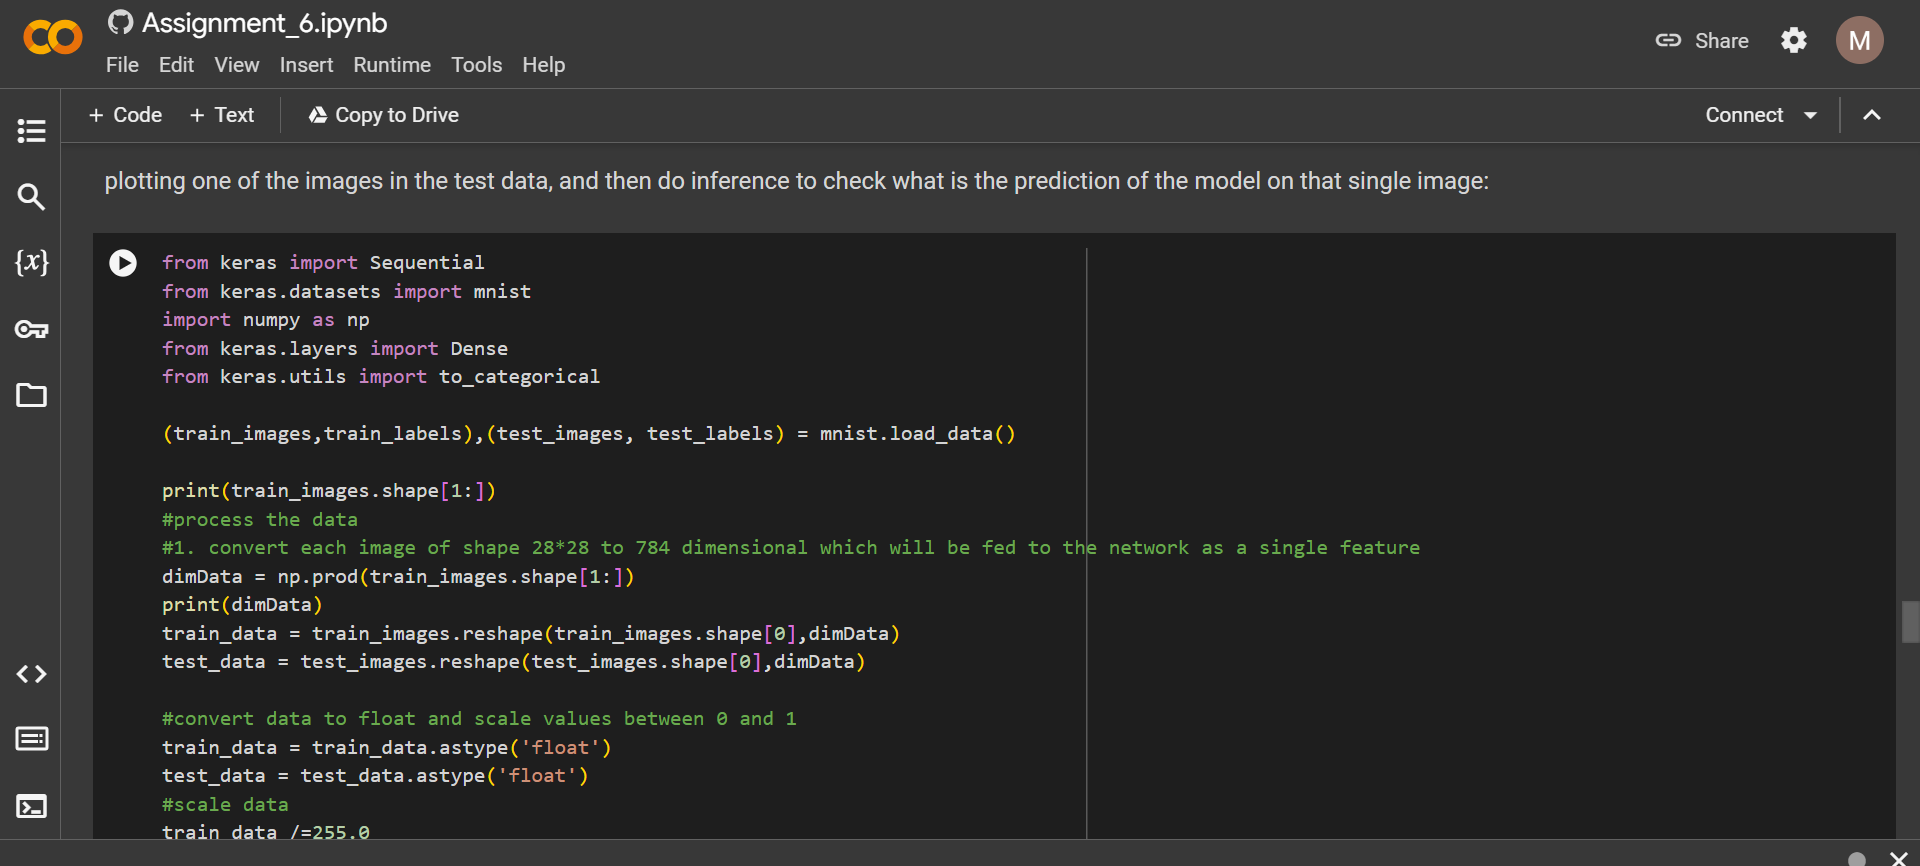 Assignment_6.ipynb
File Edit View Insert Runtime Tools Help
Share
M
+ Code + Text Copy to Drive
Connect
plotting one of the images in the test data, and then do inference to check what is the prediction of the model on that single image:
{x}
from keras import Sequential
from keras.datasets import mnist
import numpy as np
from keras.layers import Dense
from keras.utils import to_categorical
(train_images,train_labels),(test_images, test_labels) = mnist.load_data()
print(train_images.shape[1:])
#process the data
#1. convert each image of shape 28*28 to 784 dimensional which will be fed to the network as a single feature
dimData = np.prod(train_images.shape[1:])
print(dimData)
train_data = train_images.reshape(train_images.shape[0],dimData)
test_data = test_images.reshape(test_images.shape[0],dimData)
#convert data to float and scale values between 0 and 1
train_data = train_data.astype('float')
test_data = test_data.astype('float')
#scale data
train_data /=255.0